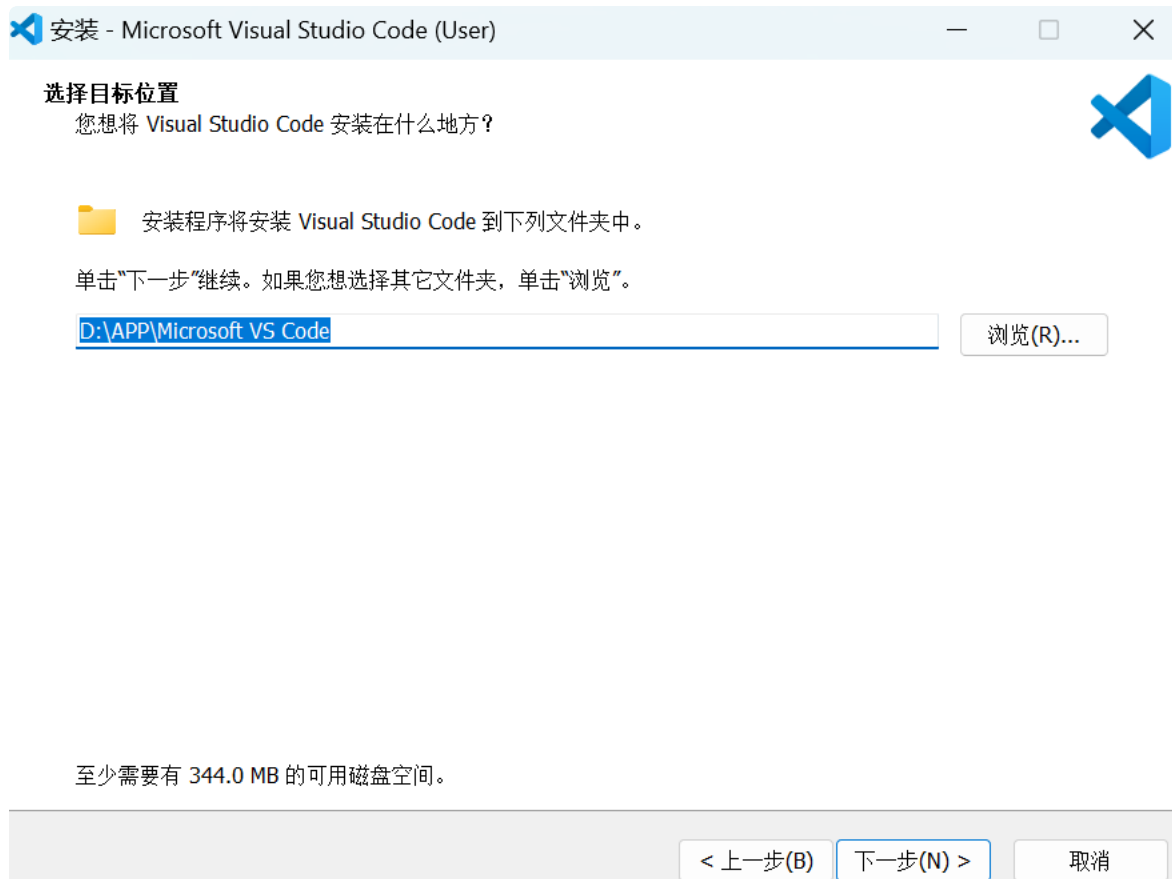 安装 - Microsoft Visual Studio Code (User)
选择目标位置
您想将 Visual Studio Code 安装在什么地方？
安装程序将安装 Visual Studio Code 到下列文件夹中。
单击“下一步”继续。如果您想选择其它文件夹，单击“浏览”。
D:\APP\Microsoft VS Code
浏览(R)...
至少需要有 344.0 MB 的可用磁盘空间。
< 上一步(B)
下一步(N) >
取消